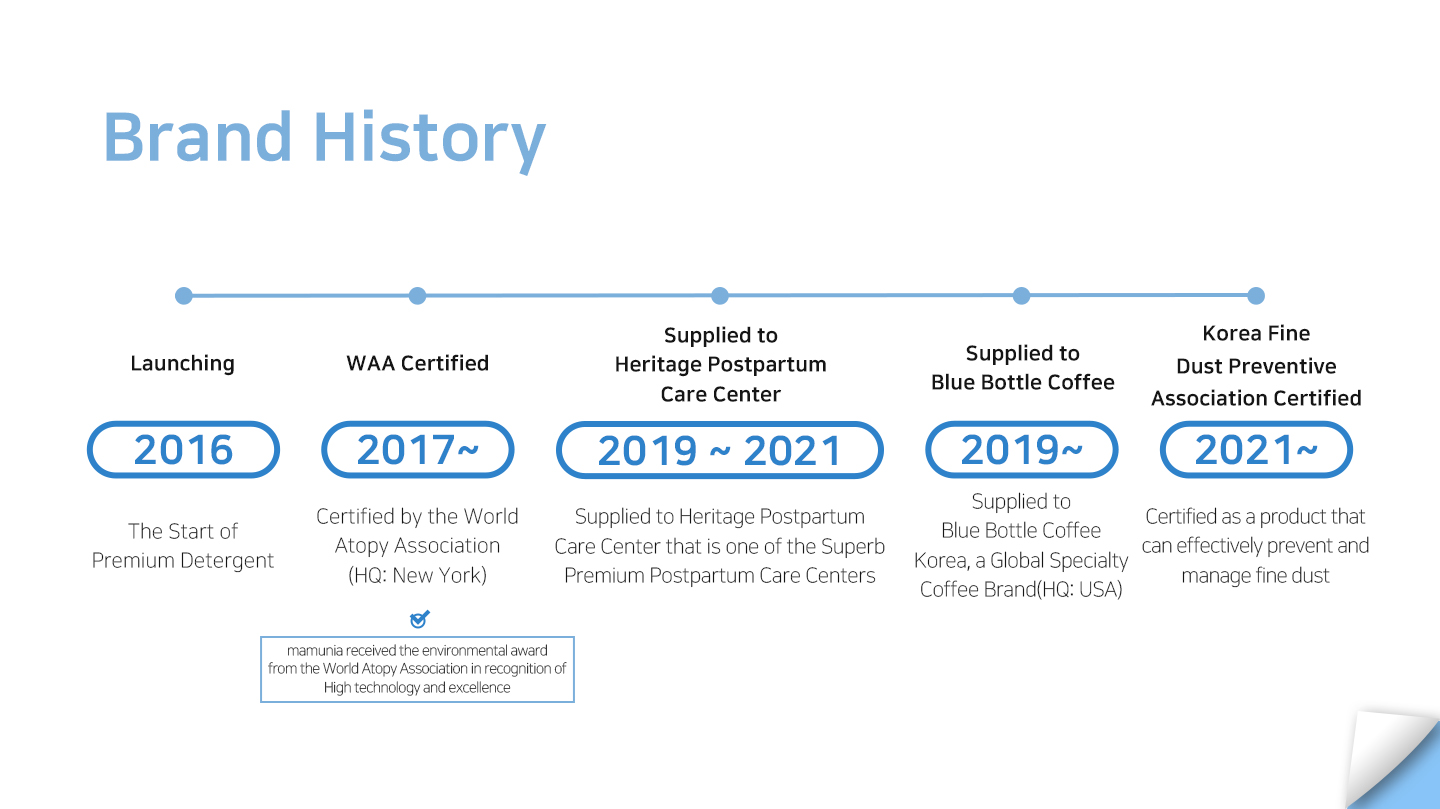 Brand History
Launching
2016
The Start of
Premium Detergent
WAA Certified
2017~
Certified by the World
Atopy Association
(HQ: New York)
mamunia received the environmental award
from the World Atopy Association in recognition of
High technology and excellence
Supplied to
Heritage Postpartum
Care Center
2019 ~ 2021
Supplied to Heritage Postpartum
Care Center that is one of the Superb
Premium Postpartum Care Centers
Supplied to
Blue Bottle Coffee
2019~
Supplied to
Blue Bottle Coffee
Korea, a Global Specialty
Coffee Brand(HQ: USA)
Korea Fine
Dust Preventive
Association Certified
2021~
Certified as a product that
can effectively prevent and
manage fine dust